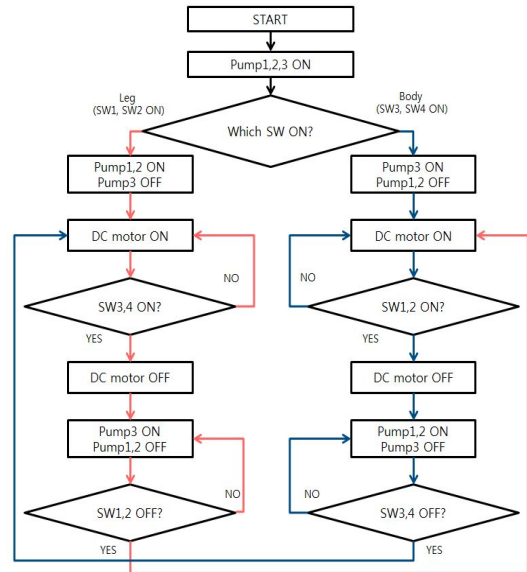 START
Pump1,2,3 ON
Leg
(SW1, SW2 ON)
Body
(SW3, SW4 ON)
Which SW ON?
Pump1,2 ON
Pump3 OFF
Pump3 ON
Pump1,2 OFF
DC motor ON
DC motor ON
NO
NO
SW3,4 ON?
SW1,2 ON?
YES
YES
DC motor OFF
DC motor OFF
Pump3 ON
Pump1,2 OFF
Pump1,2 ON
Pump3 OFF
NO
NO
SW1,2 OFF?
SW3,4 OFF?
YES
YES